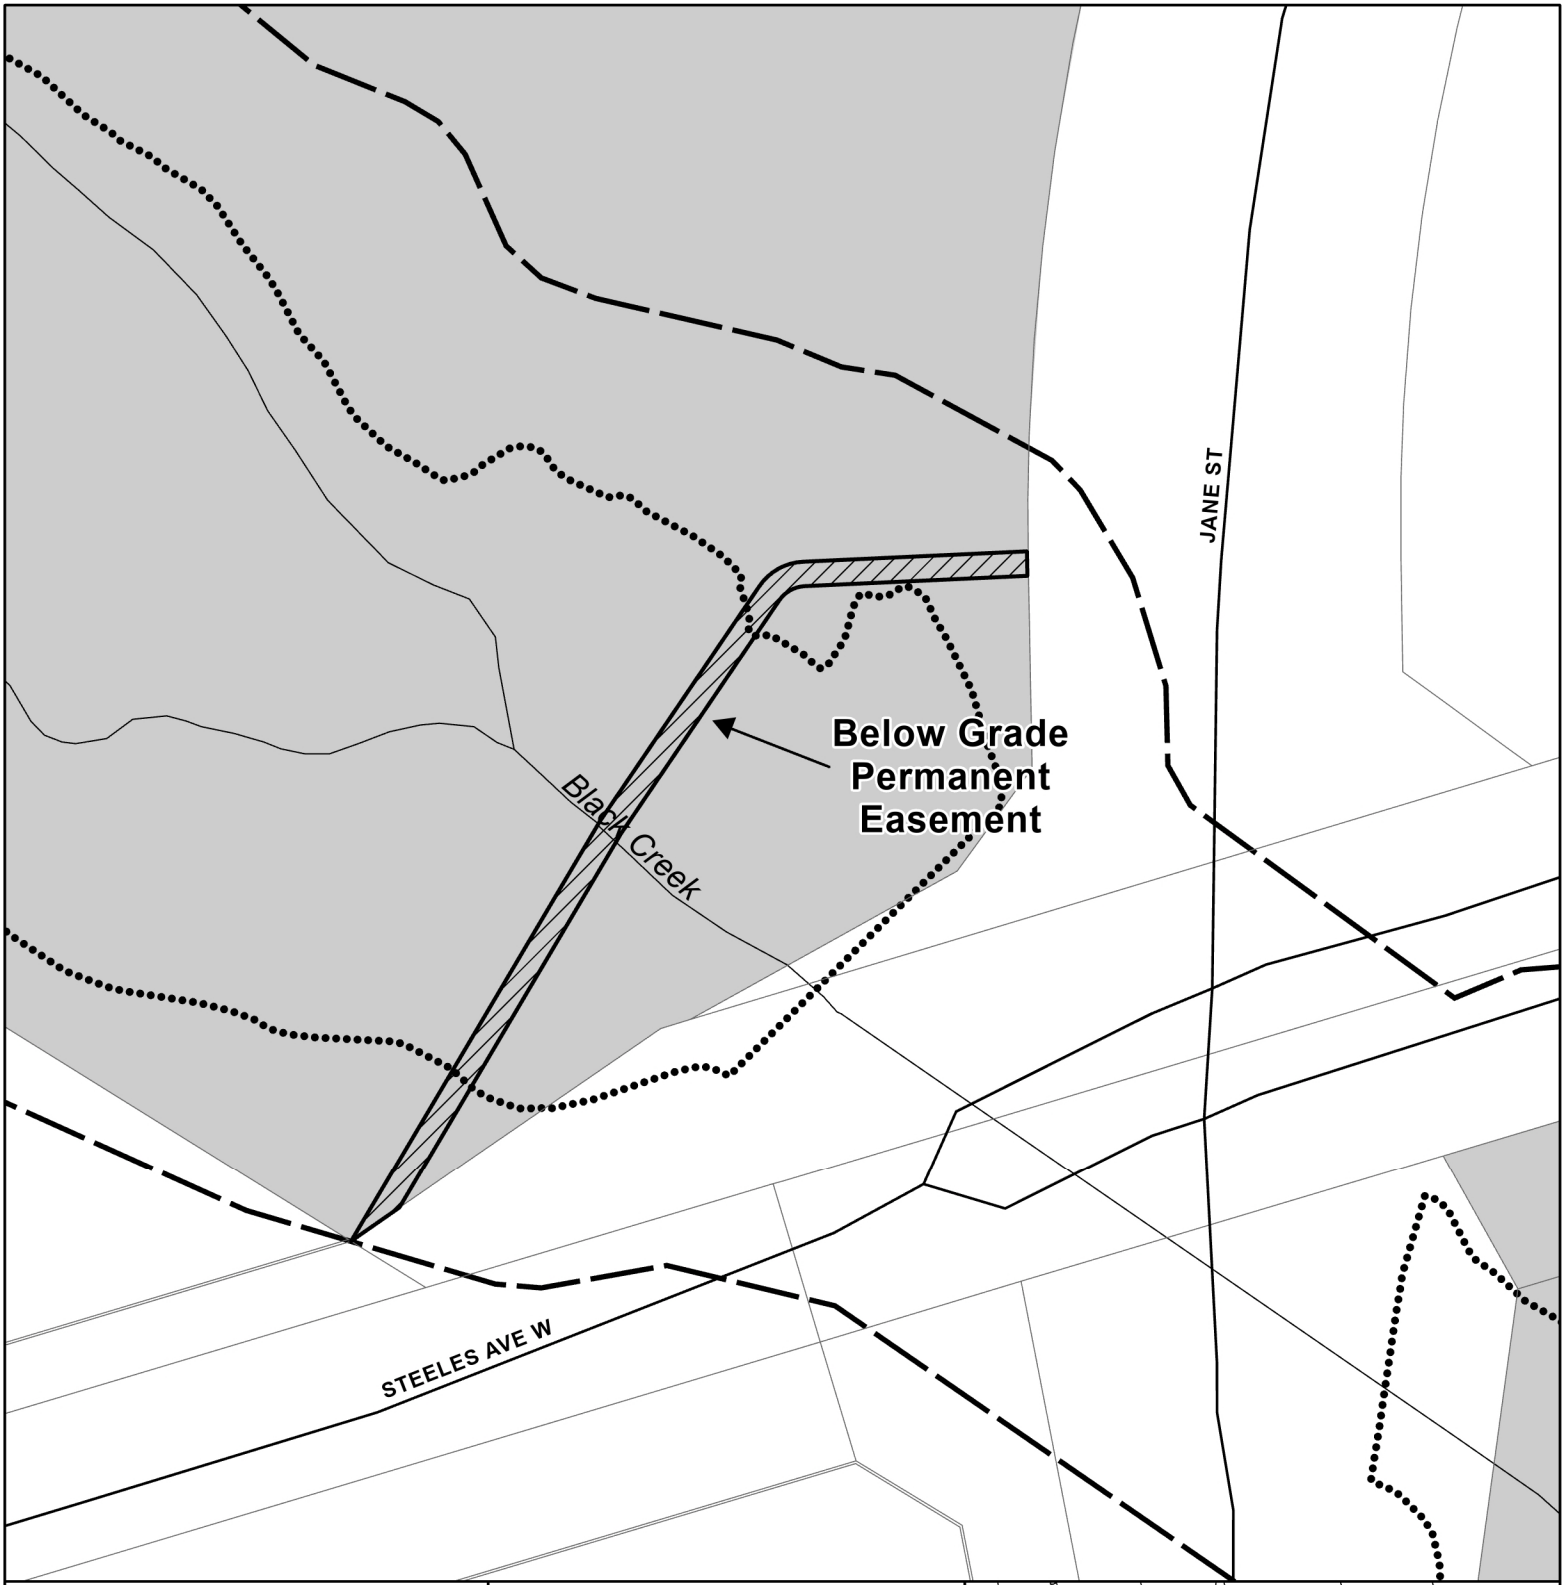 JANE ST
Below Grade
Permanent
Easement
Black Creek
STEELES AVE W